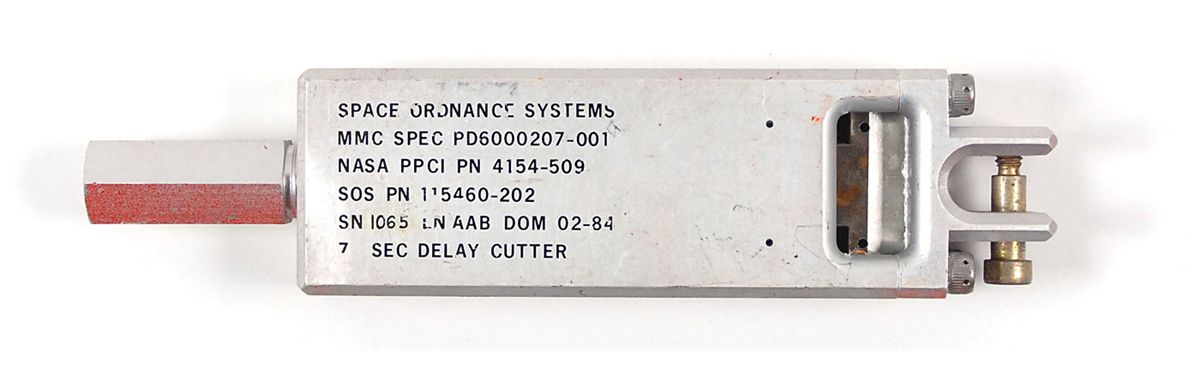 SPACE ORDNANCE SYSTEMS
MMC SPEC PD6000207-001
NASA PPCI PN 4154-509
SOS PN 115460-202
SN 1065 LN AAB DOM 02-84
7 SEC DELAY CUTTER